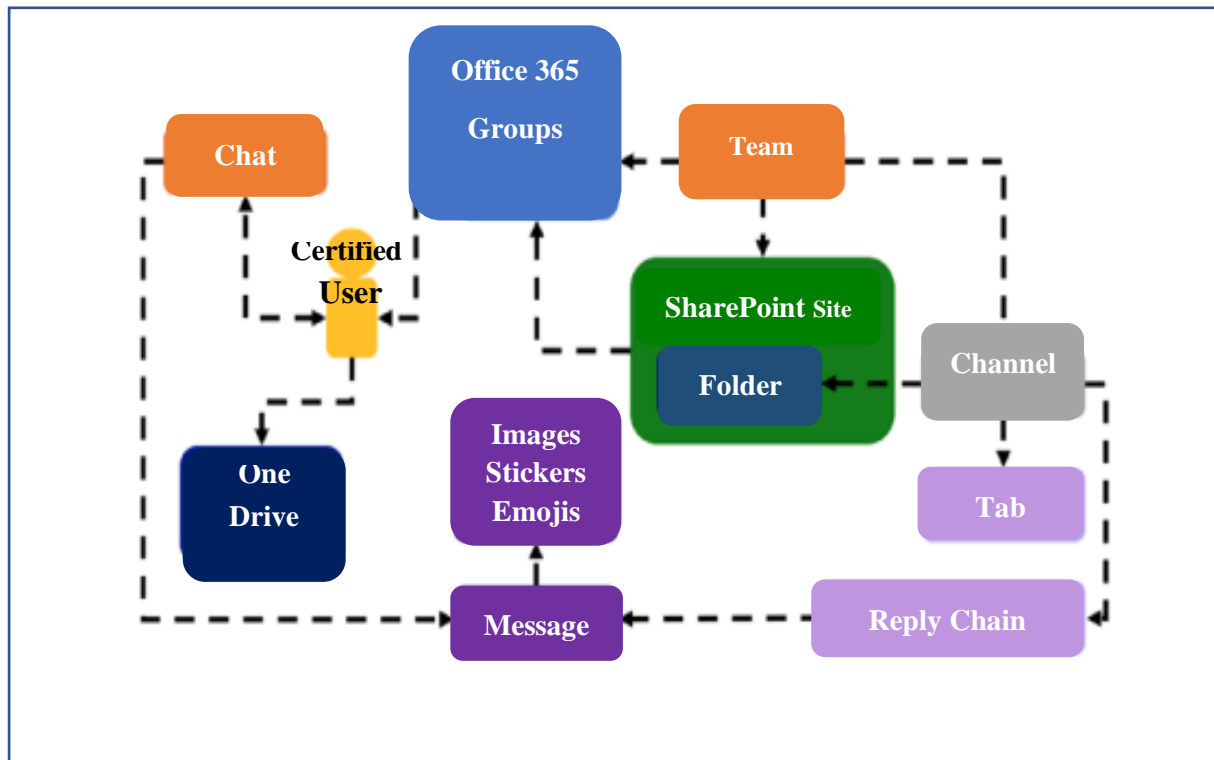 Office 365
Groups
Team
Chat
Certified
User
SharePoint Site
Folder
Channel
Images
Stickers
Emojis
One
Drive
Tab
Message
Reply Chain